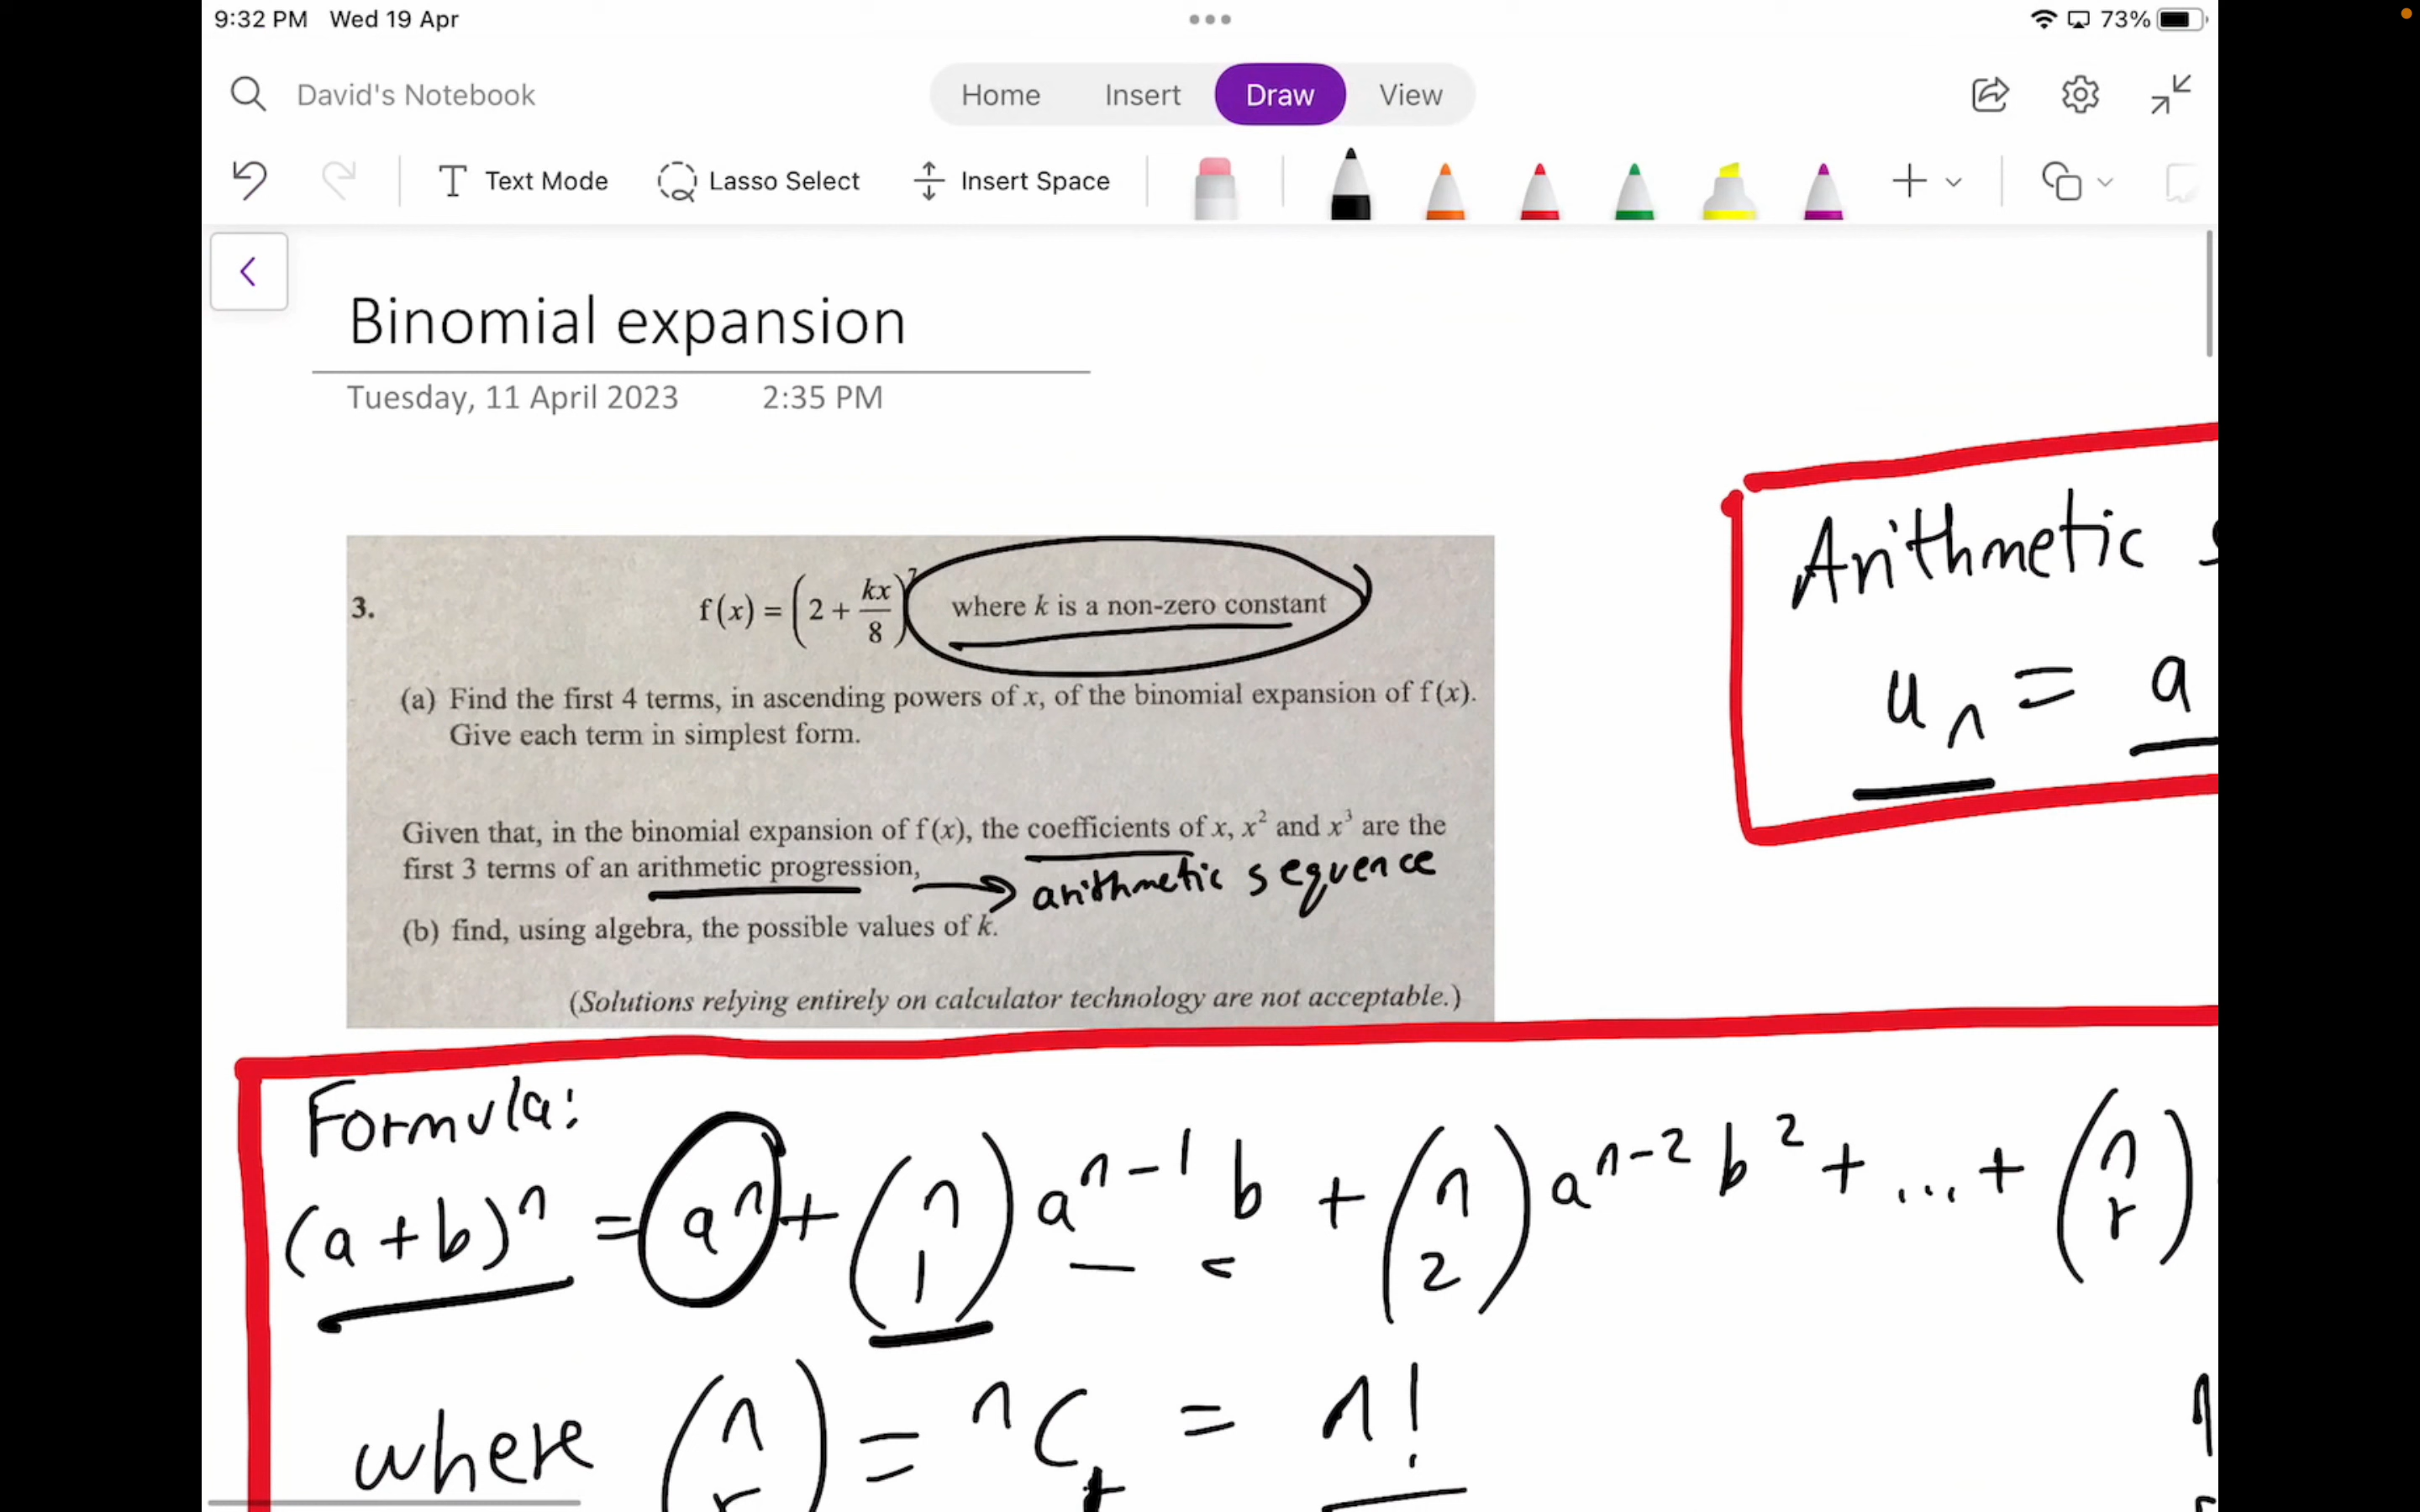 9:32 PM Wed 19 Apr
73%
David's Notebook
Home Insert Draw View
Text Mode Lasso Select Insert Space
Binomial expansion
Tuesday, 11 April 2023 2:35 PM
3. f(x) = (2 + kx/8)^7 where k is a non-zero constant
(a) Find the first 4 terms, in ascending powers of x, of the binomial expansion of f(x).
Give each term in simplest form.
Given that, in the binomial expansion of f(x), the coefficients of x, x² and x³ are the
first 3 terms of an arithmetic progression,
→ arithmetic sequence
(b) find, using algebra, the possible values of k.
(Solutions relying entirely on calculator technology are not acceptable.)
Arithmetic s
u_n = a
Formula:
(a+b)^n = a^n + (n 1) a^(n-1) b + (n 2) a^(n-2) b² + ... + (n r)
where (n r) = nCr = n!